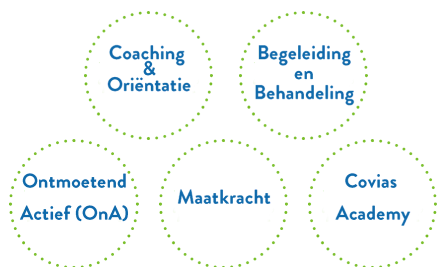 Coaching
&
Oriëntatie
Begeleiding
en
Behandeling
Ontmoetend
Actief (OnA)
Maatkracht
Covias
Academy